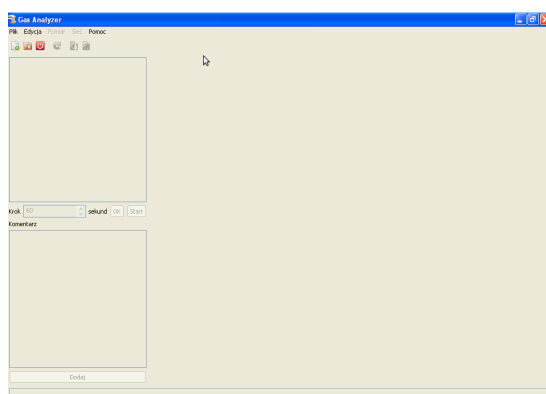 Gas Analyzer
Plik Edycja Pomiar Sieć Pomoc
Krok 60 sekund OK Start
Komentarz
Dodaj